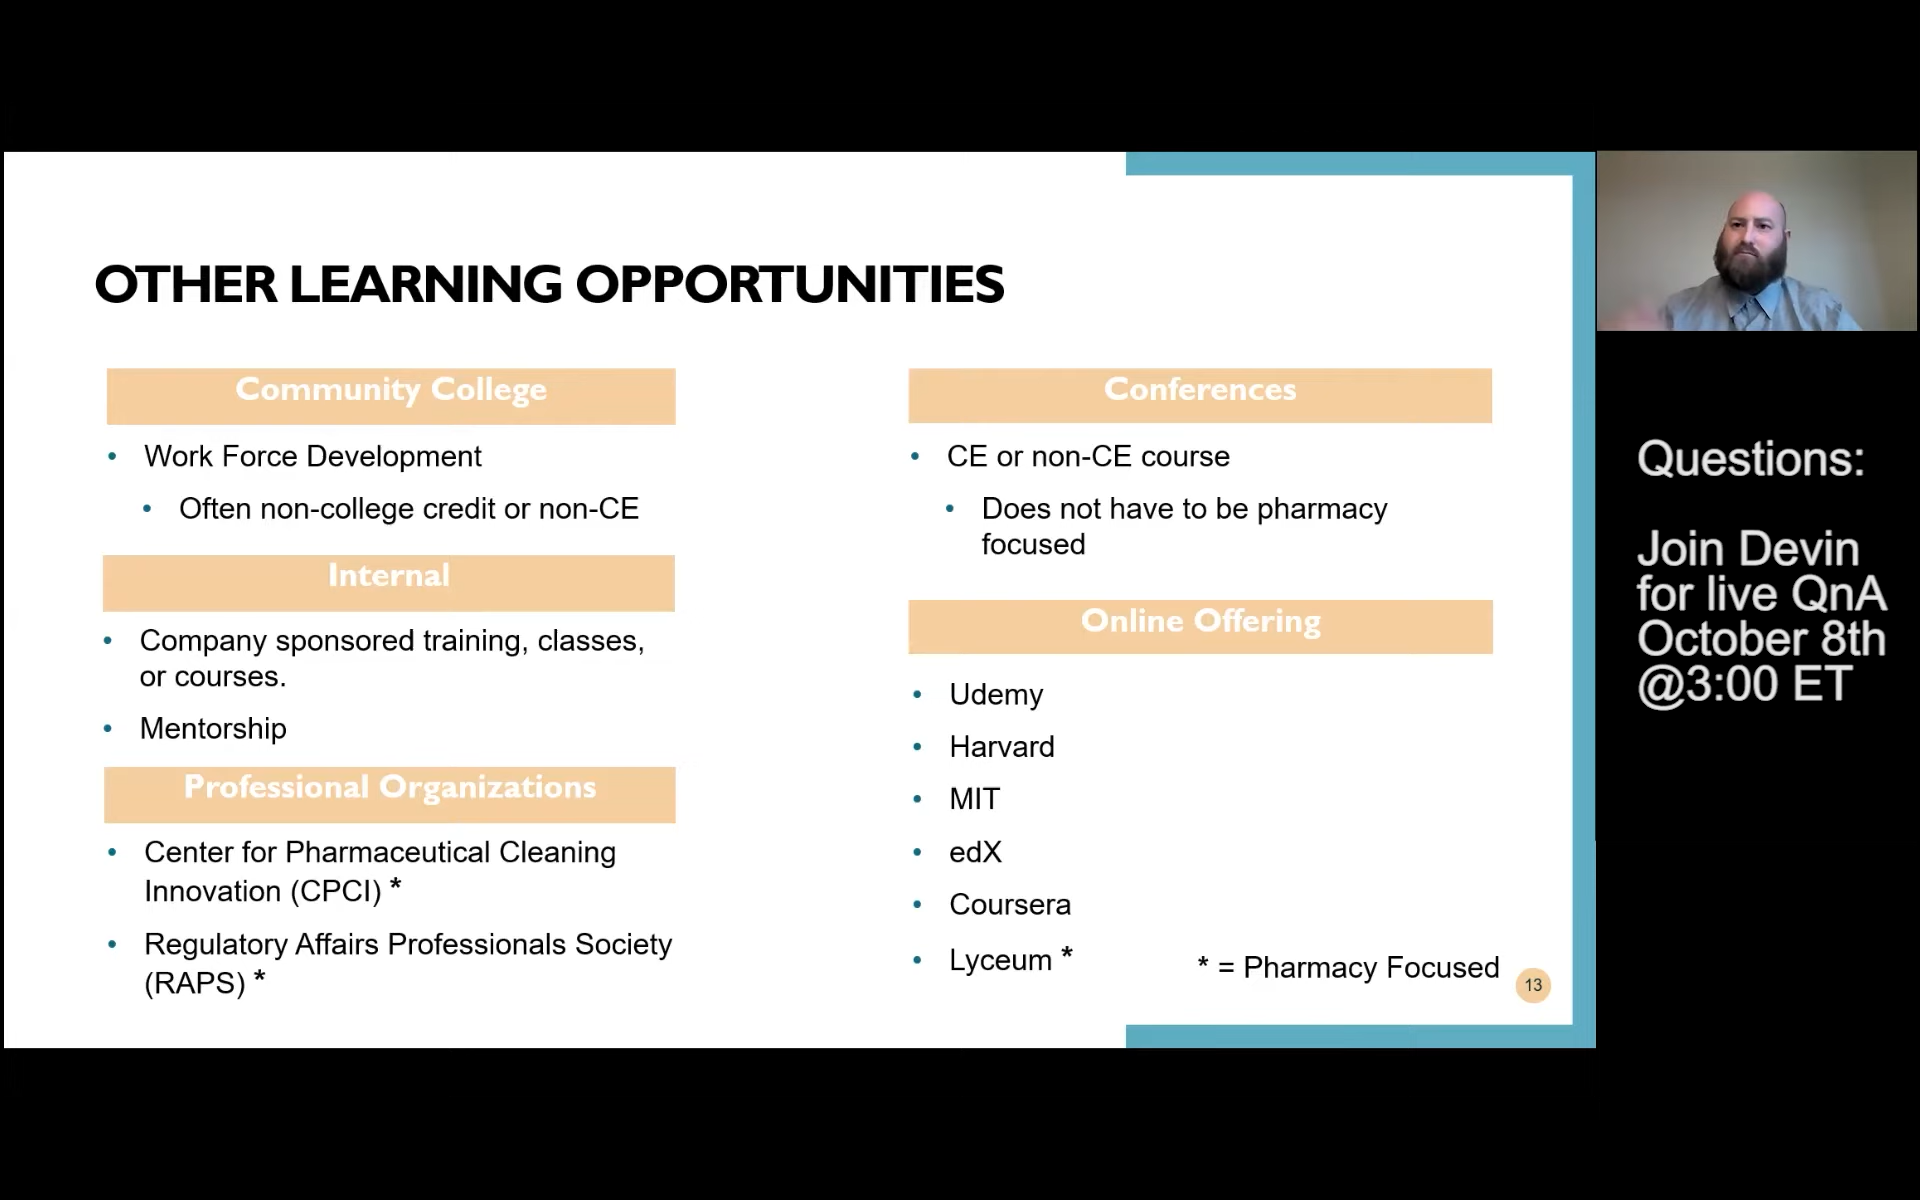 OTHER LEARNING OPPORTUNITIES
Community College
• Work Force Development
• Often non-college credit or non-CE
Internal
• Company sponsored training, classes,
or courses.
• Mentorship
Professional Organizations
• Center for Pharmaceutical Cleaning
Innovation (CPCI) *
• Regulatory Affairs Professionals Society
(RAPS) *
Conferences
• CE or non-CE course
• Does not have to be pharmacy
focused
Online Offering
• Udemy
• Harvard
• MIT
• edX
• Coursera
• Lyceum *
* = Pharmacy Focused
13
Questions:
Join Devin
for live QnA
October 8th
@3:00 ET